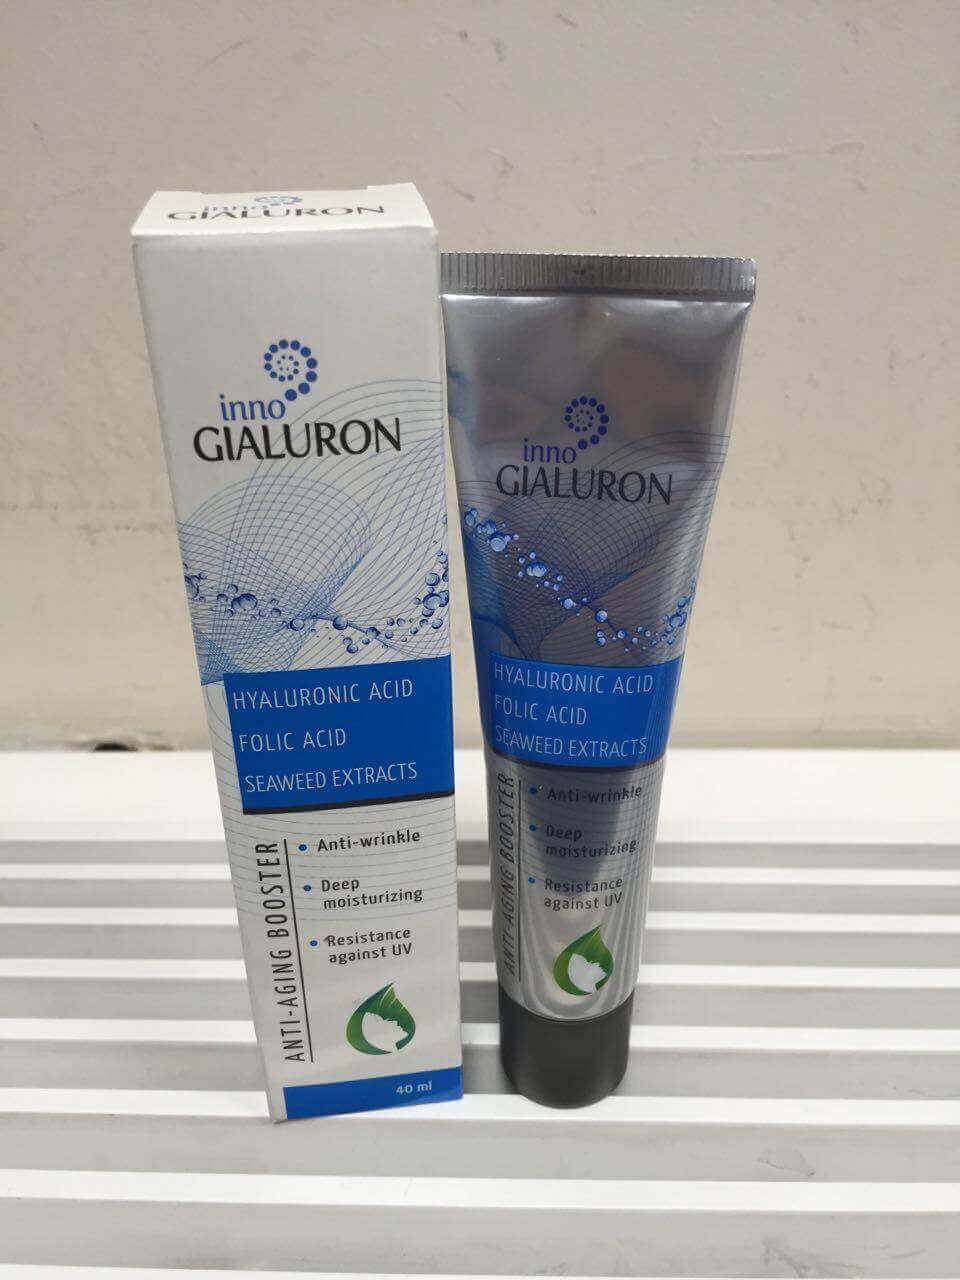 inno
GIALURON
inno
GIALURON
HYALURONIC ACID
FOLIC ACID
SEAWEED EXTRACTS
ANTI-AGING BOOSTER
Anti-wrinkle
Deep
moisturizing
Resistance
against UV
40 ml
inno
GIALURON
HYALURONIC ACID
FOLIC ACID
SEAWEED EXTRACTS
ANTI-AGING BOOSTER
Anti-wrinkle
Deep
moisturizing
Resistance
against UV